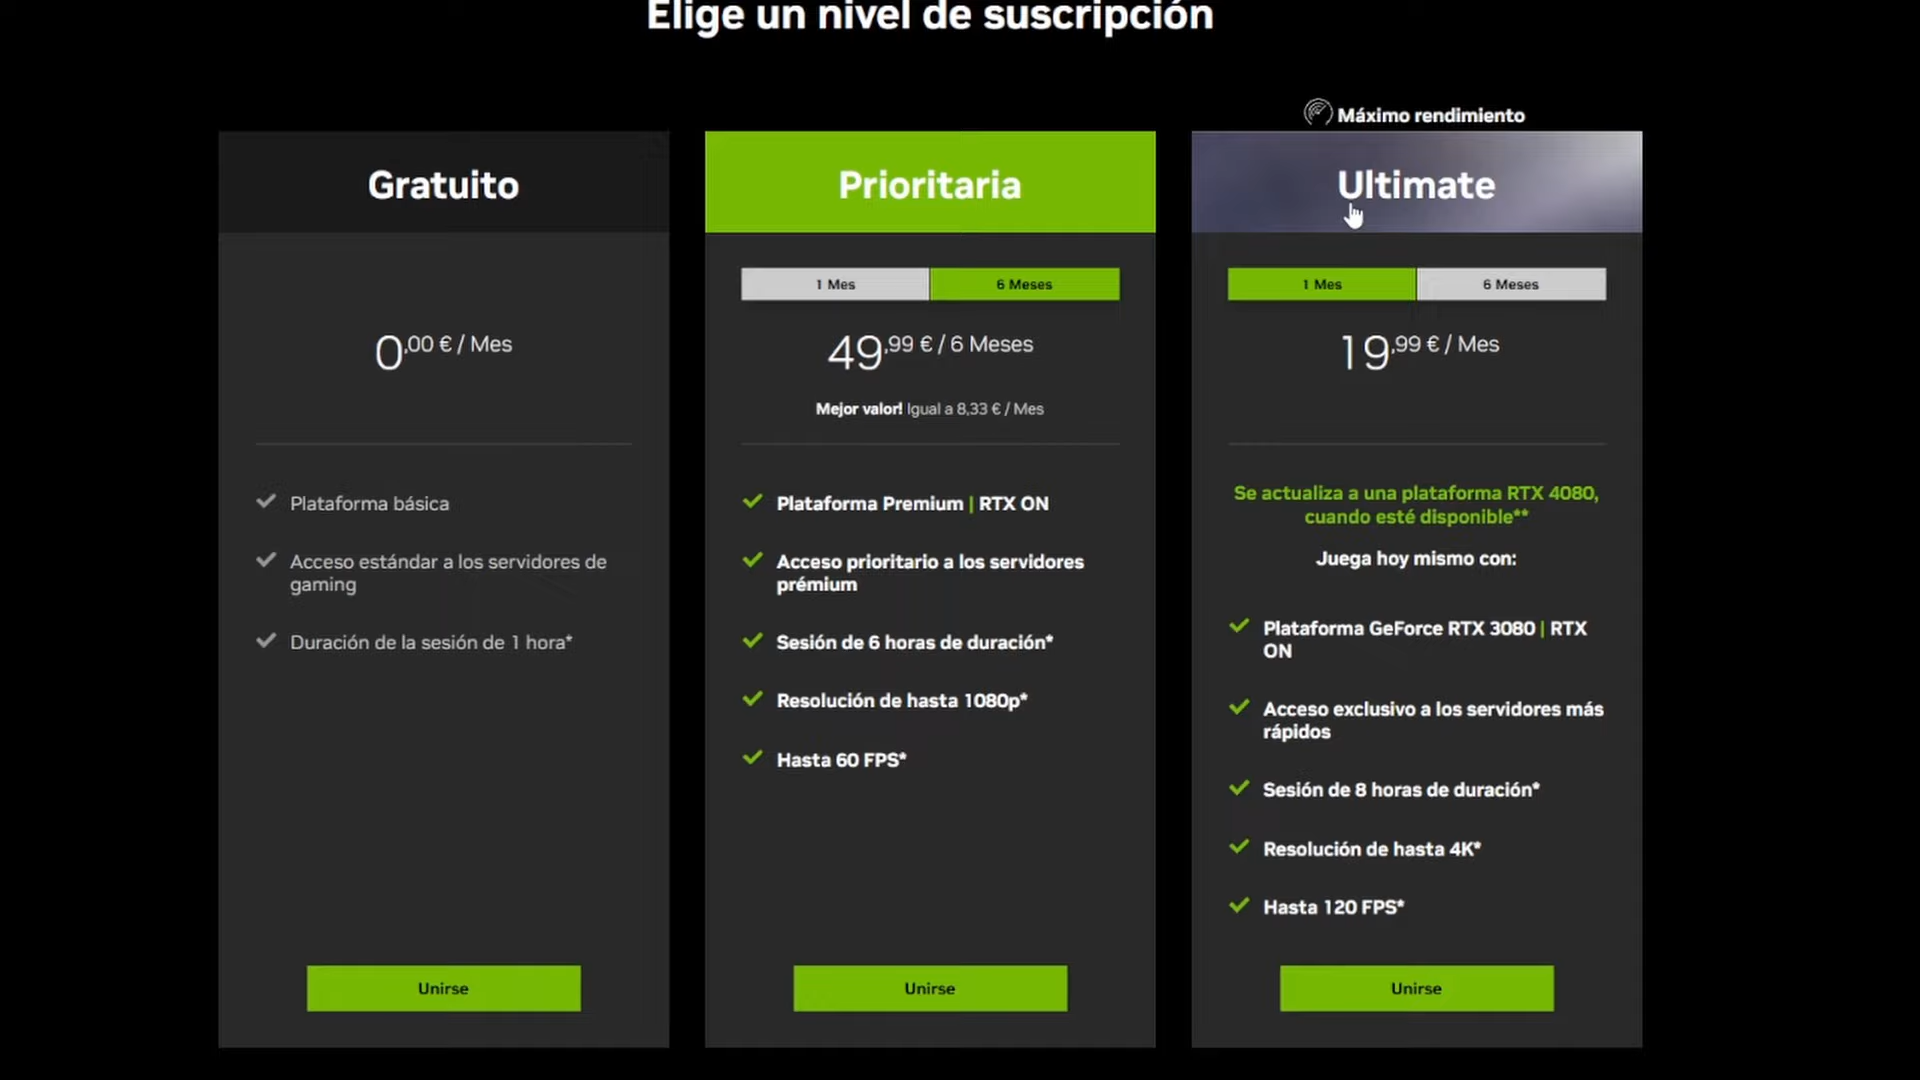 Elige un nivel de suscripción
Máximo rendimiento
Gratuito
0,00 € / Mes
Plataforma básica
Acceso estándar a los servidores de
gaming
Duración de la sesión de 1 hora*
Unirse
Prioritaria
1 Mes
6 Meses
49,99 € / 6 Meses
Mejor valor! Igual a 8,33 € / Mes
Plataforma Premium | RTX ON
Acceso prioritario a los servidores
prémium
Sesión de 6 horas de duración*
Resolución de hasta 1080p*
Hasta 60 FPS*
Unirse
Ultimate
1 Mes
6 Meses
19,99 € / Mes
Se actualiza a una plataforma RTX 4080,
cuando esté disponible**
Juega hoy mismo con:
Plataforma GeForce RTX 3080 | RTX
ON
Acceso exclusivo a los servidores más
rápidos
Sesión de 8 horas de duración*
Resolución de hasta 4K*
Hasta 120 FPS*
Unirse